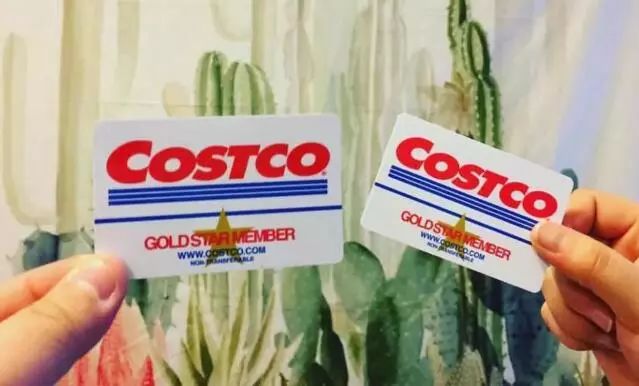 COSTCO
GOLD STAR MEMBER
WWW.COSTCO.COM
NON-TRANSFERABLE
COSTCO
GOLD STAR MEMBER
WWW.COSTCO.COM
NON-TRANSFERABLE